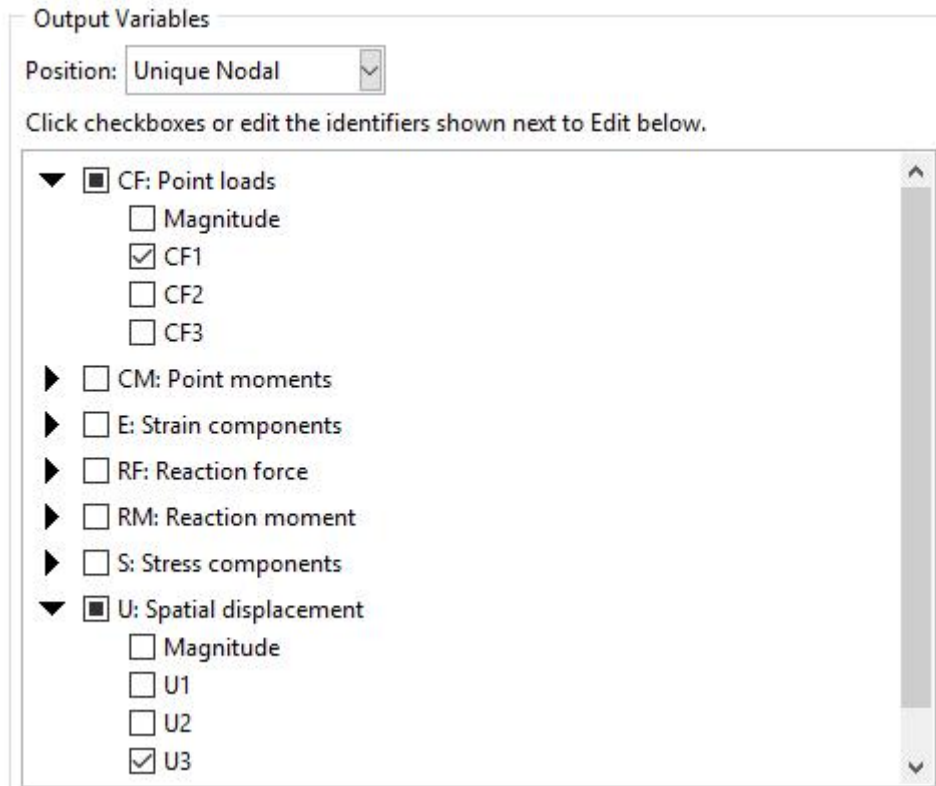 Output Variables
Position: Unique Nodal
Click checkboxes or edit the identifiers shown next to Edit below.
CF: Point loads
Magnitude
CF1
CF2
CF3
CM: Point moments
E: Strain components
RF: Reaction force
RM: Reaction moment
S: Stress components
U: Spatial displacement
Magnitude
U1
U2
U3